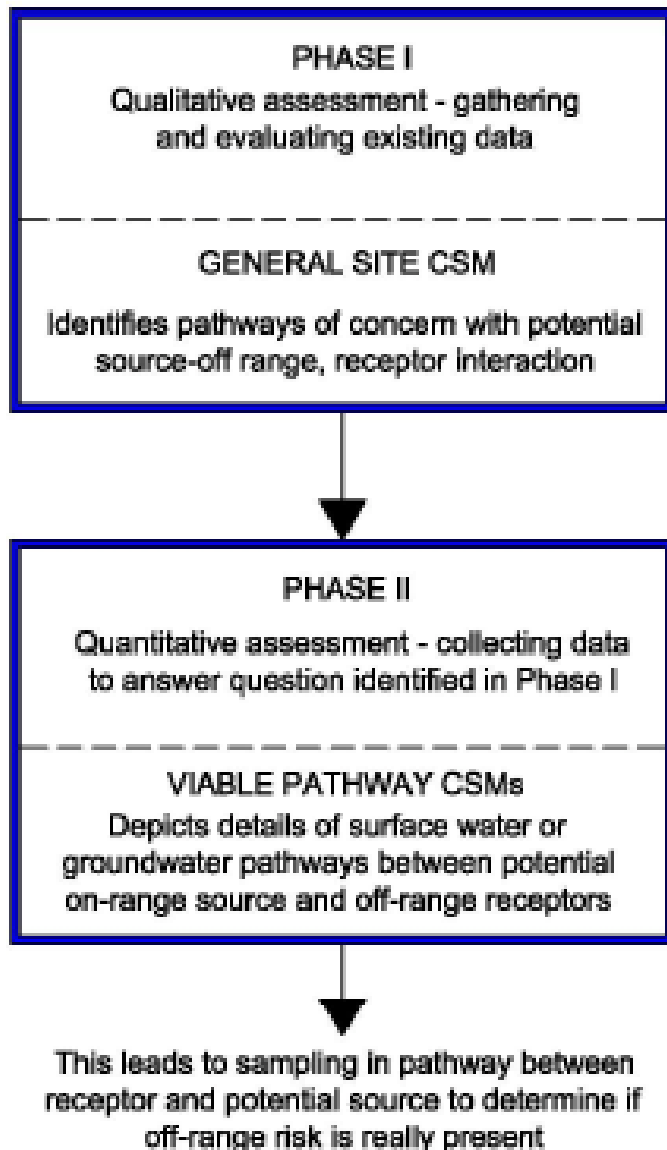 PHASE I
Qualitative assessment - gathering
and evaluating existing data
GENERAL SITE CSM
Identifies pathways of concern with potential
source-off range, receptor interaction
PHASE II
Quantitative assessment - collecting data
to answer question identified in Phase I
VIABLE PATHWAY CSMs
Depicts details of surface water or
groundwater pathways between potential
on-range source and off-range receptors
This leads to sampling in pathway between
receptor and potential source to determine if
off-range risk is really present